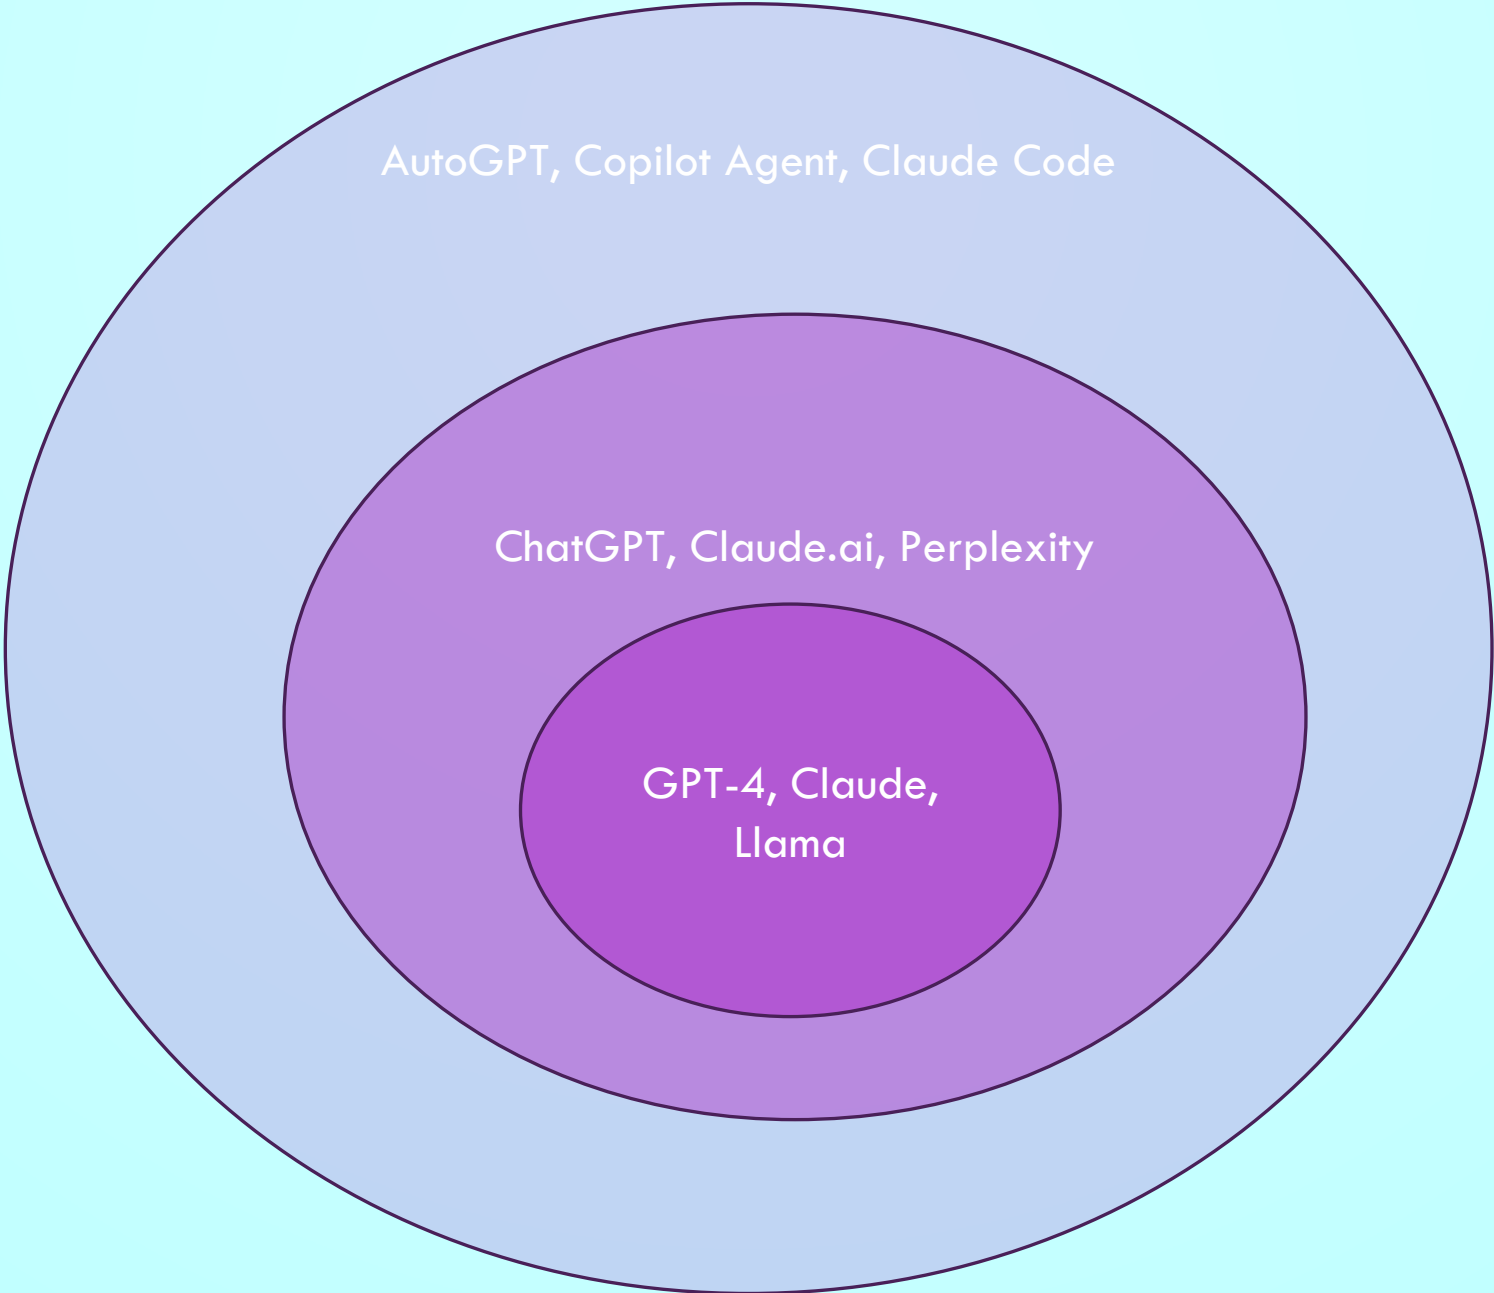 AutoGPT, Copilot Agent, Claude Code
ChatGPT, Claude.ai, Perplexity
GPT-4, Claude,
Llama